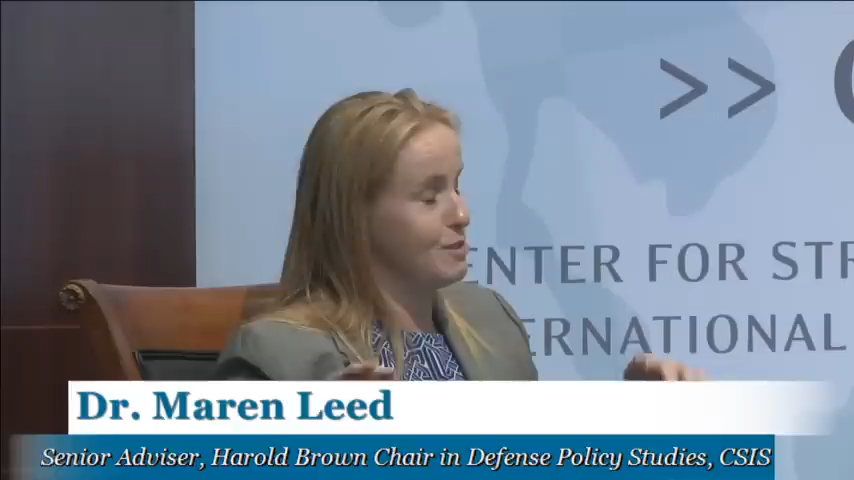 >>
ENTER FOR STR
ERNATIONAL
Dr. Maren Leed
Senior Adviser, Harold Brown Chair in Defense Policy Studies, CSIS